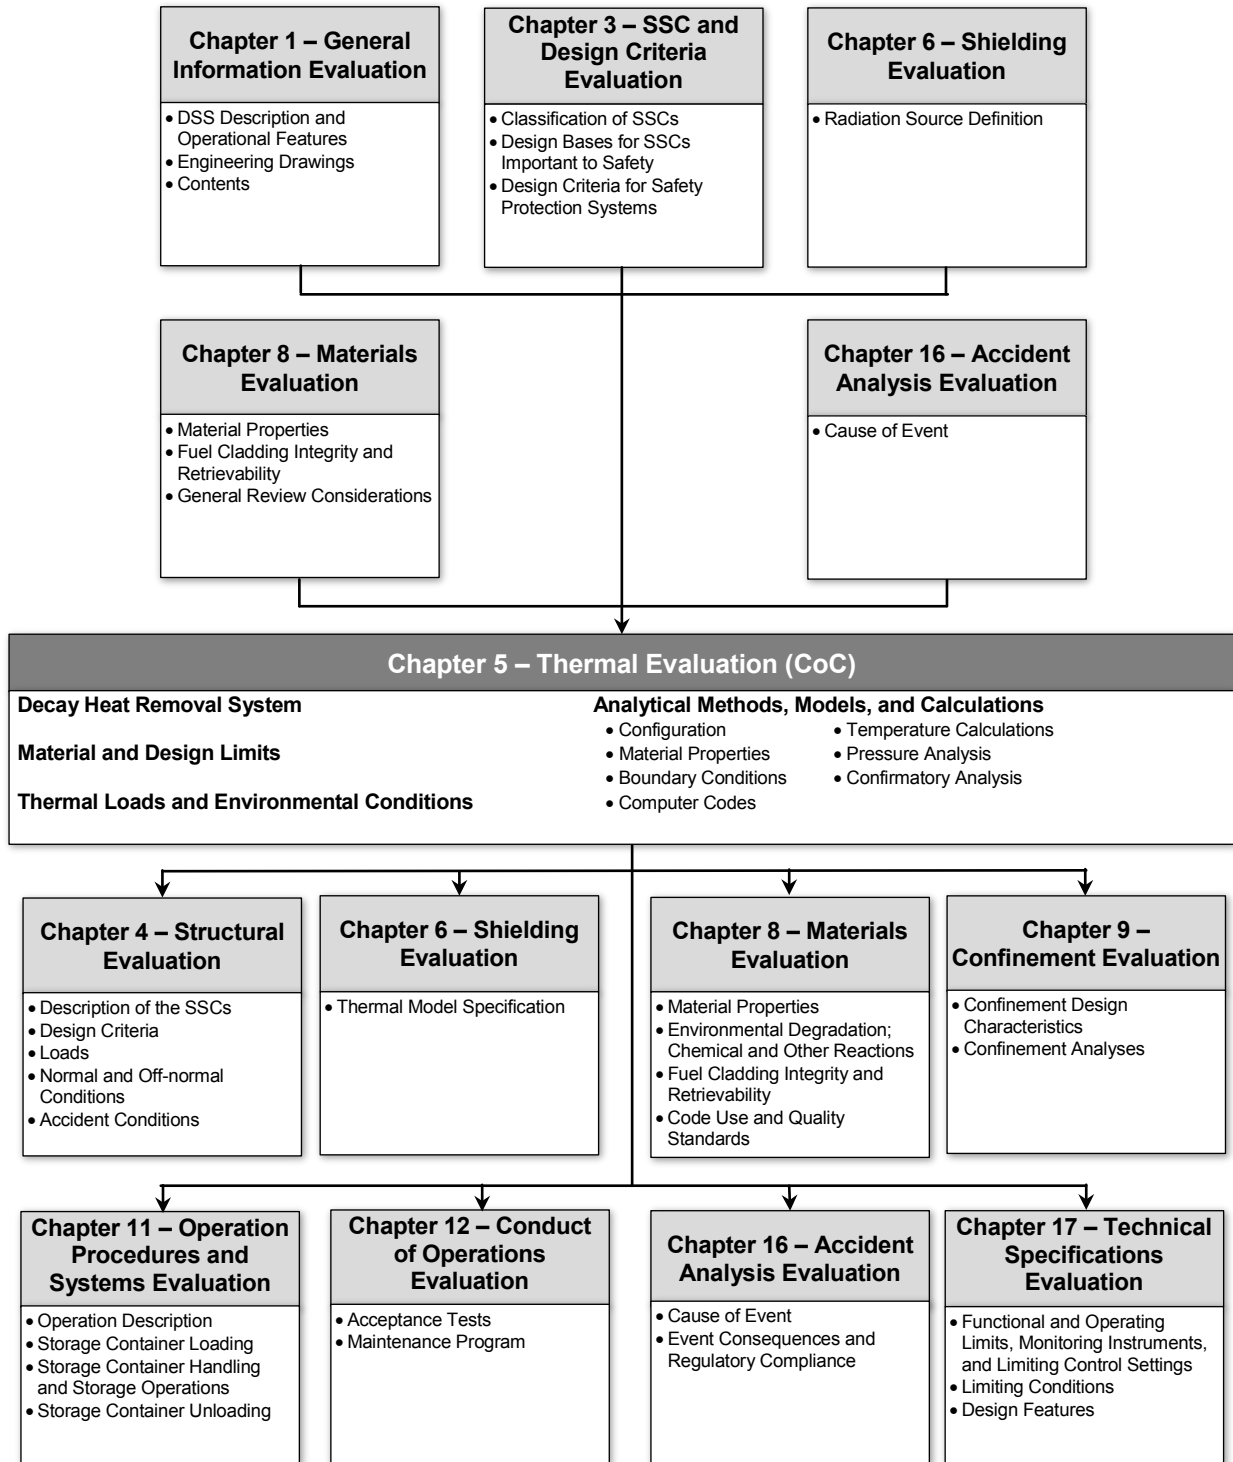 Chapter 1 – General
Information Evaluation
• DSS Description and
Operational Features
• Engineering Drawings
• Contents
Chapter 3 – SSC and
Design Criteria
Evaluation
• Classification of SSCs
• Design Bases for SSCs
Important to Safety
• Design Criteria for Safety
Protection Systems
Chapter 6 – Shielding
Evaluation
• Radiation Source Definition
Chapter 8 – Materials
Evaluation
• Material Properties
• Fuel Cladding Integrity and
Retrievability
• General Review Considerations
Chapter 16 – Accident
Analysis Evaluation
• Cause of Event
Chapter 5 – Thermal Evaluation (CoC)
Decay Heat Removal System
Material and Design Limits
Thermal Loads and Environmental Conditions
Analytical Methods, Models, and Calculations
• Configuration
• Material Properties
• Boundary Conditions
• Computer Codes
• Temperature Calculations
• Pressure Analysis
• Confirmatory Analysis
Chapter 4 – Structural
Evaluation
• Description of the SSCs
• Design Criteria
• Loads
• Normal and Off-normal
Conditions
• Accident Conditions
Chapter 6 – Shielding
Evaluation
• Thermal Model Specification
Chapter 8 – Materials
Evaluation
• Material Properties
• Environmental Degradation;
Chemical and Other Reactions
• Fuel Cladding Integrity and
Retrievability
• Code Use and Quality
Standards
Chapter 9 –
Confinement Evaluation
• Confinement Design
Characteristics
• Confinement Analyses
Chapter 11 – Operation
Procedures and
Systems Evaluation
• Operation Description
• Storage Container Loading
• Storage Container Handling
and Storage Operations
• Storage Container Unloading
Chapter 12 – Conduct
of Operations
Evaluation
• Acceptance Tests
• Maintenance Program
Chapter 16 – Accident
Analysis Evaluation
• Cause of Event
• Event Consequences and
Regulatory Compliance
Chapter 17 – Technical
Specifications
Evaluation
• Functional and Operating
Limits, Monitoring Instruments,
and Limiting Control Settings
• Limiting Conditions
• Design Features